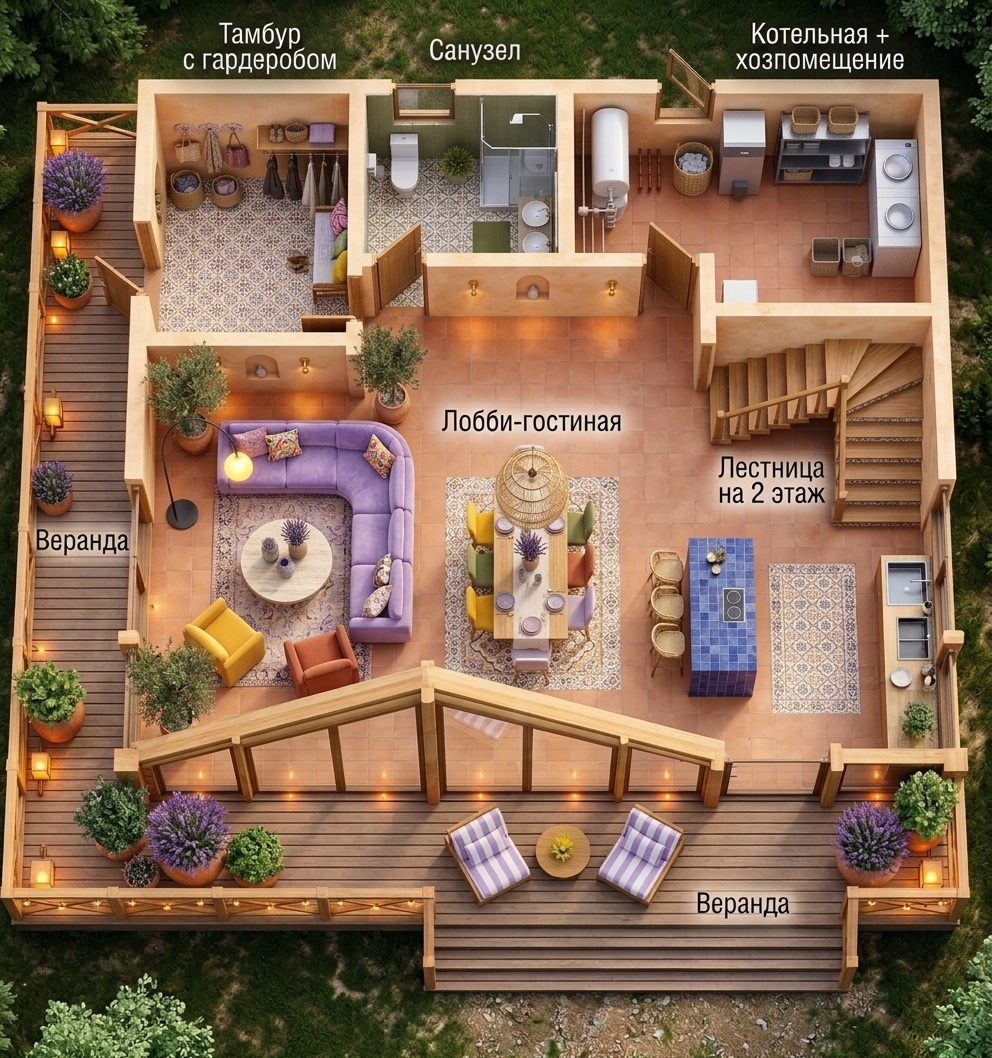 Тамбур
с гардеробом
Санузел
Котельная +
хозпомещение
Лобби-гостиная
Лестница
на 2 этаж
Веранда
Веранда